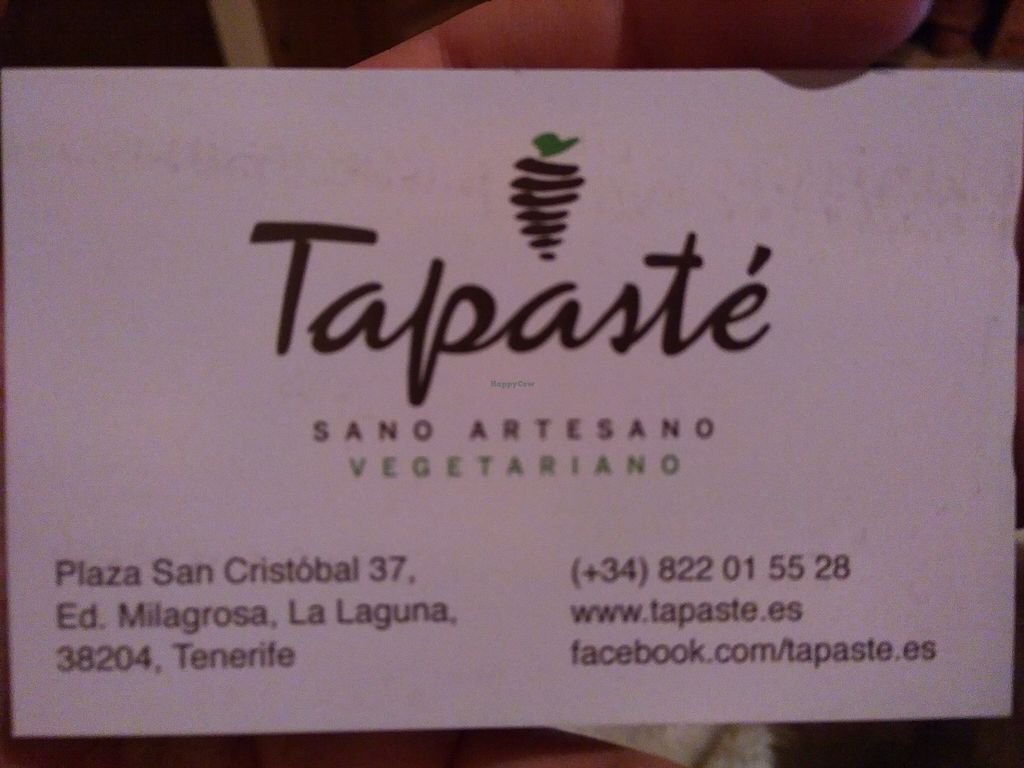 Tapasté
HappyCow
SANO ARTESANO
VEGETARIANO
Plaza San Cristóbal 37,
Ed. Milagrosa, La Laguna,
38204, Tenerife
(+34) 822 01 55 28
www.tapaste.es
facebook.com/tapaste.es